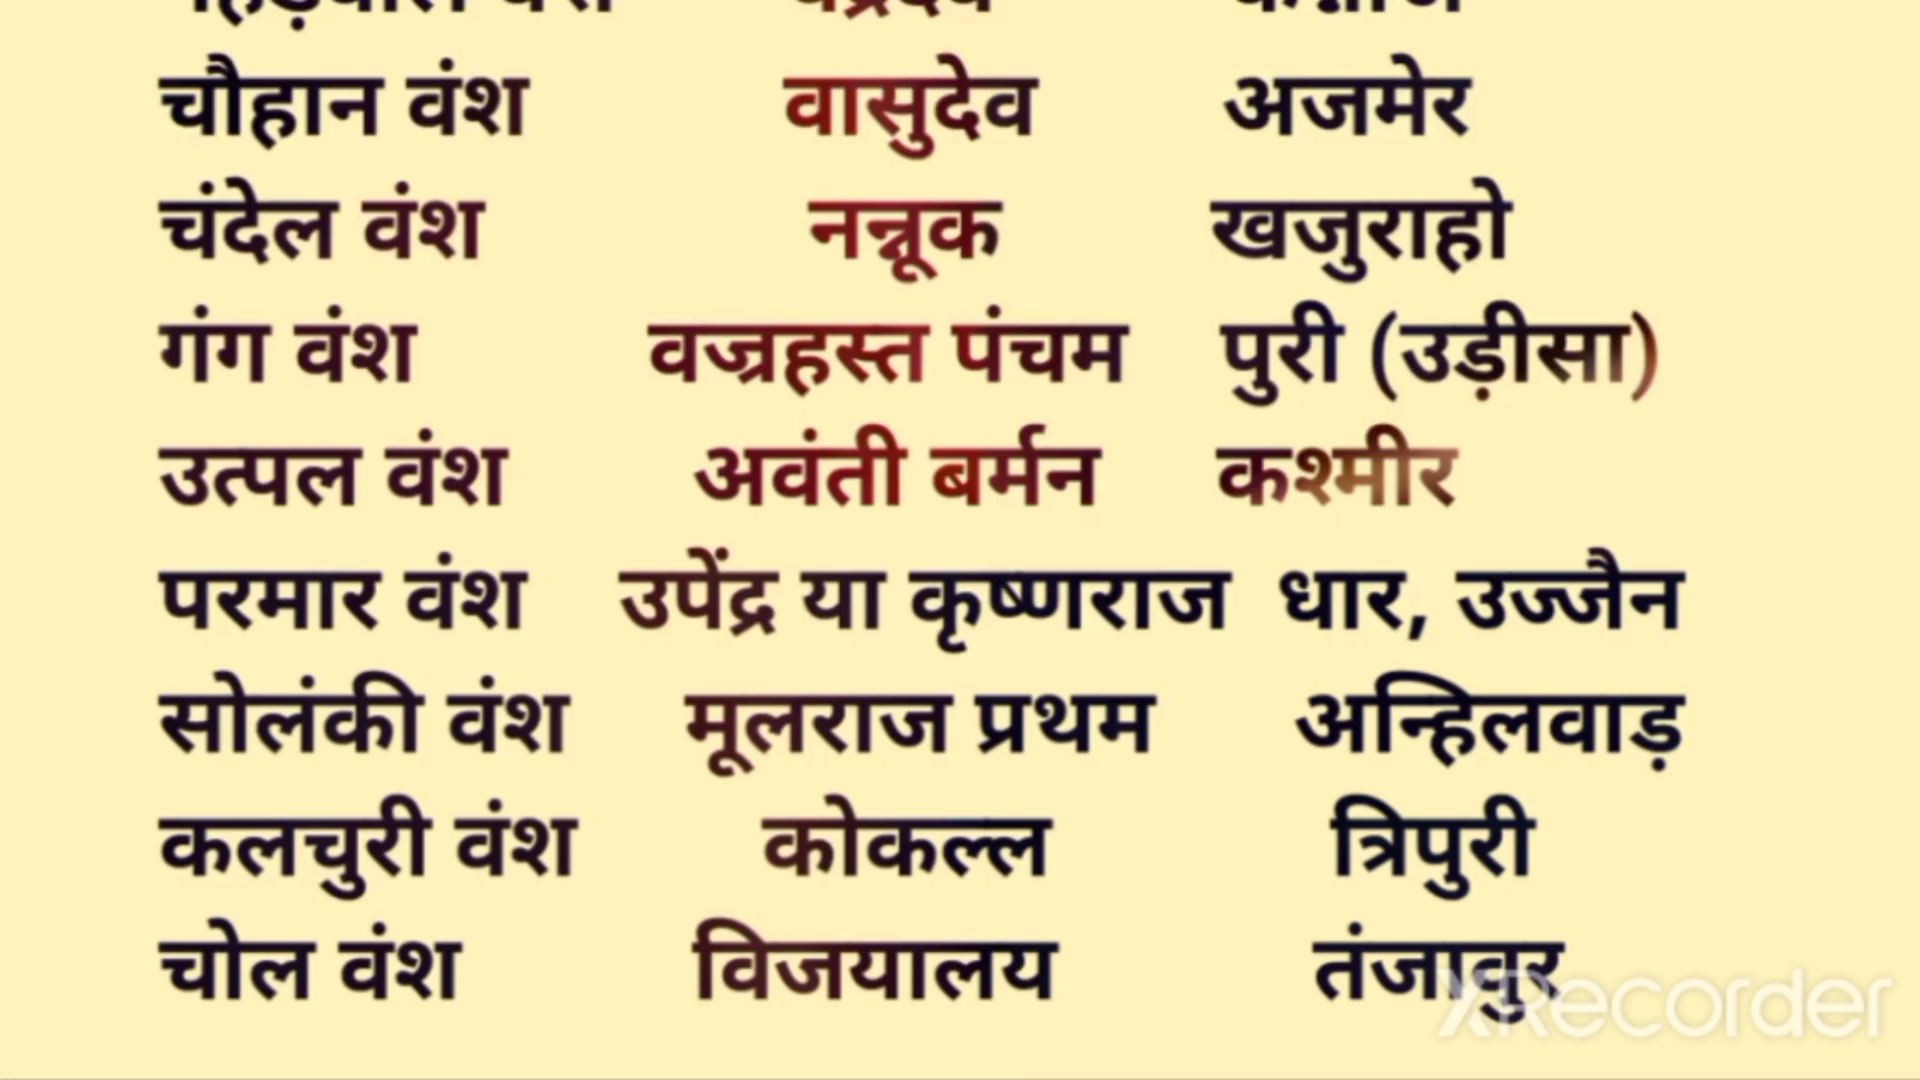 चौहान वंश वासुदेव अजमेर
चंदेल वंश नन्नूक खजुराहो
गंग वंश वज्रहस्त पंचम पुरी (उड़ीसा)
उत्पल वंश अवंती बर्मन कश्मीर
परमार वंश उपेंद्र या कृष्णराज धार, उज्जैन
सोलंकी वंश मूलराज प्रथम अन्हिलवाड़
कलचुरी वंश कोकल्ल त्रिपुरी
चोल वंश विजयालय तंजावुर
XRecorder